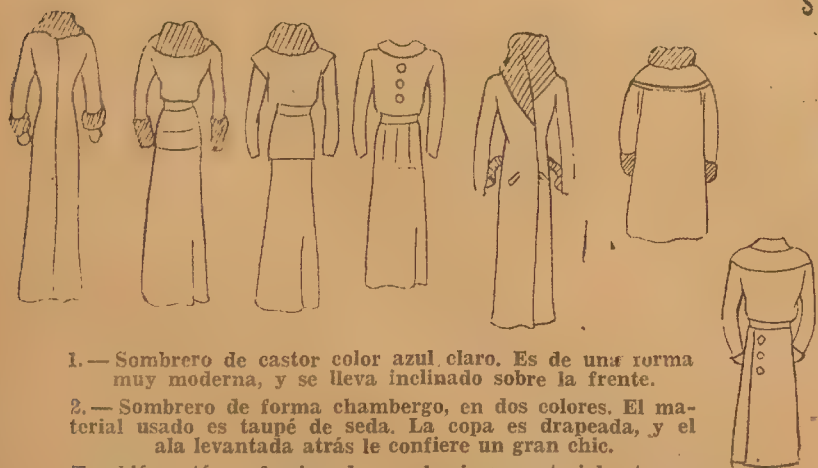 1.— Sombrero de castor color azul claro. Es de una forma
muy moderna, y se lleva inclinado sobre la frente.
2.— Sombrero de forma chambergo, en dos colores. El ma-
terial usado es taupé de seda. La copa es drapeada, y el
ala levantada atrás le confiere un gran chic.